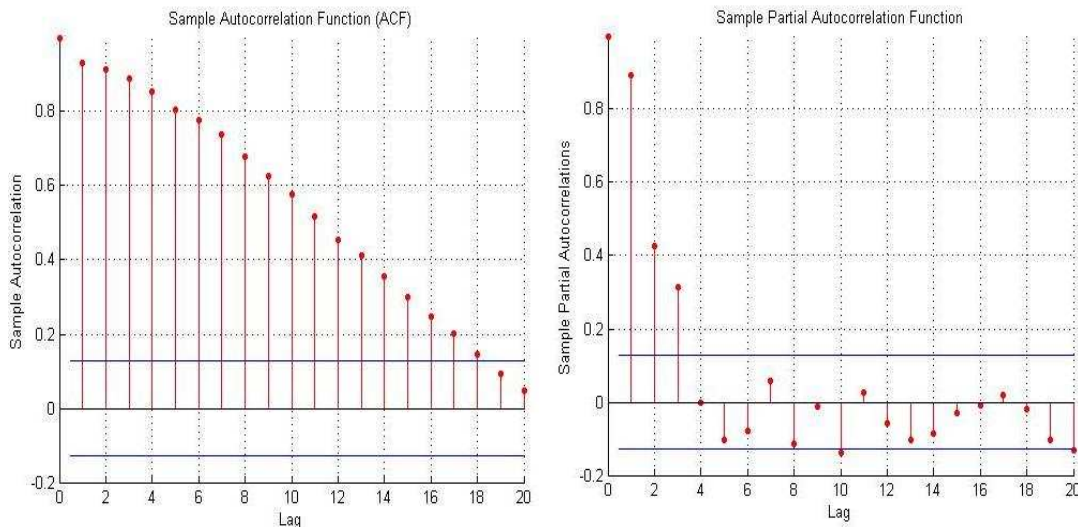 Sample Autocorrelation Function (ACF)
Sample Autocorrelation
0.8
0.6
0.4
0.2
0
-0.2
0 2 4 6 8 10 12 14 16 18 20
Lag
Sample Partial Autocorrelation Function
Sample Partial Autocorrelations
0.8
0.6
0.4
0.2
0
-0.2
0 2 4 6 8 10 12 14 16 18 20
Lag